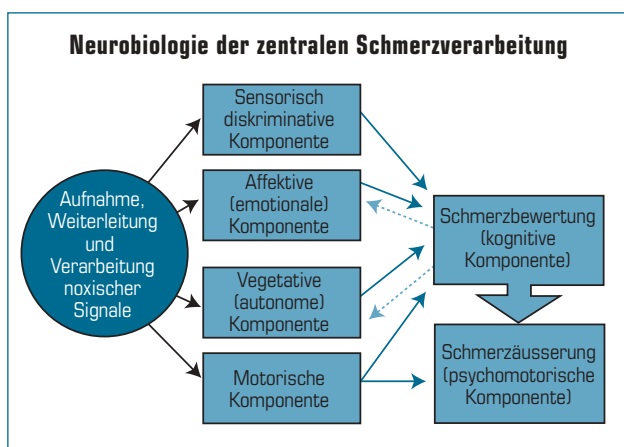 Neurobiologie der zentralen Schmerzverarbeitung
Aufnahme,
Weiterleitung
und
Verarbeitung
noxischer
Signale
Sensorisch
diskriminative
Komponente
Affektive
(emotionale)
Komponente
Vegetative
(autonome)
Komponente
Motorische
Komponente
Schmerzbewertung
(kognitive
Komponente)
Schmerzäusserung
(psychomotorische
Komponente)